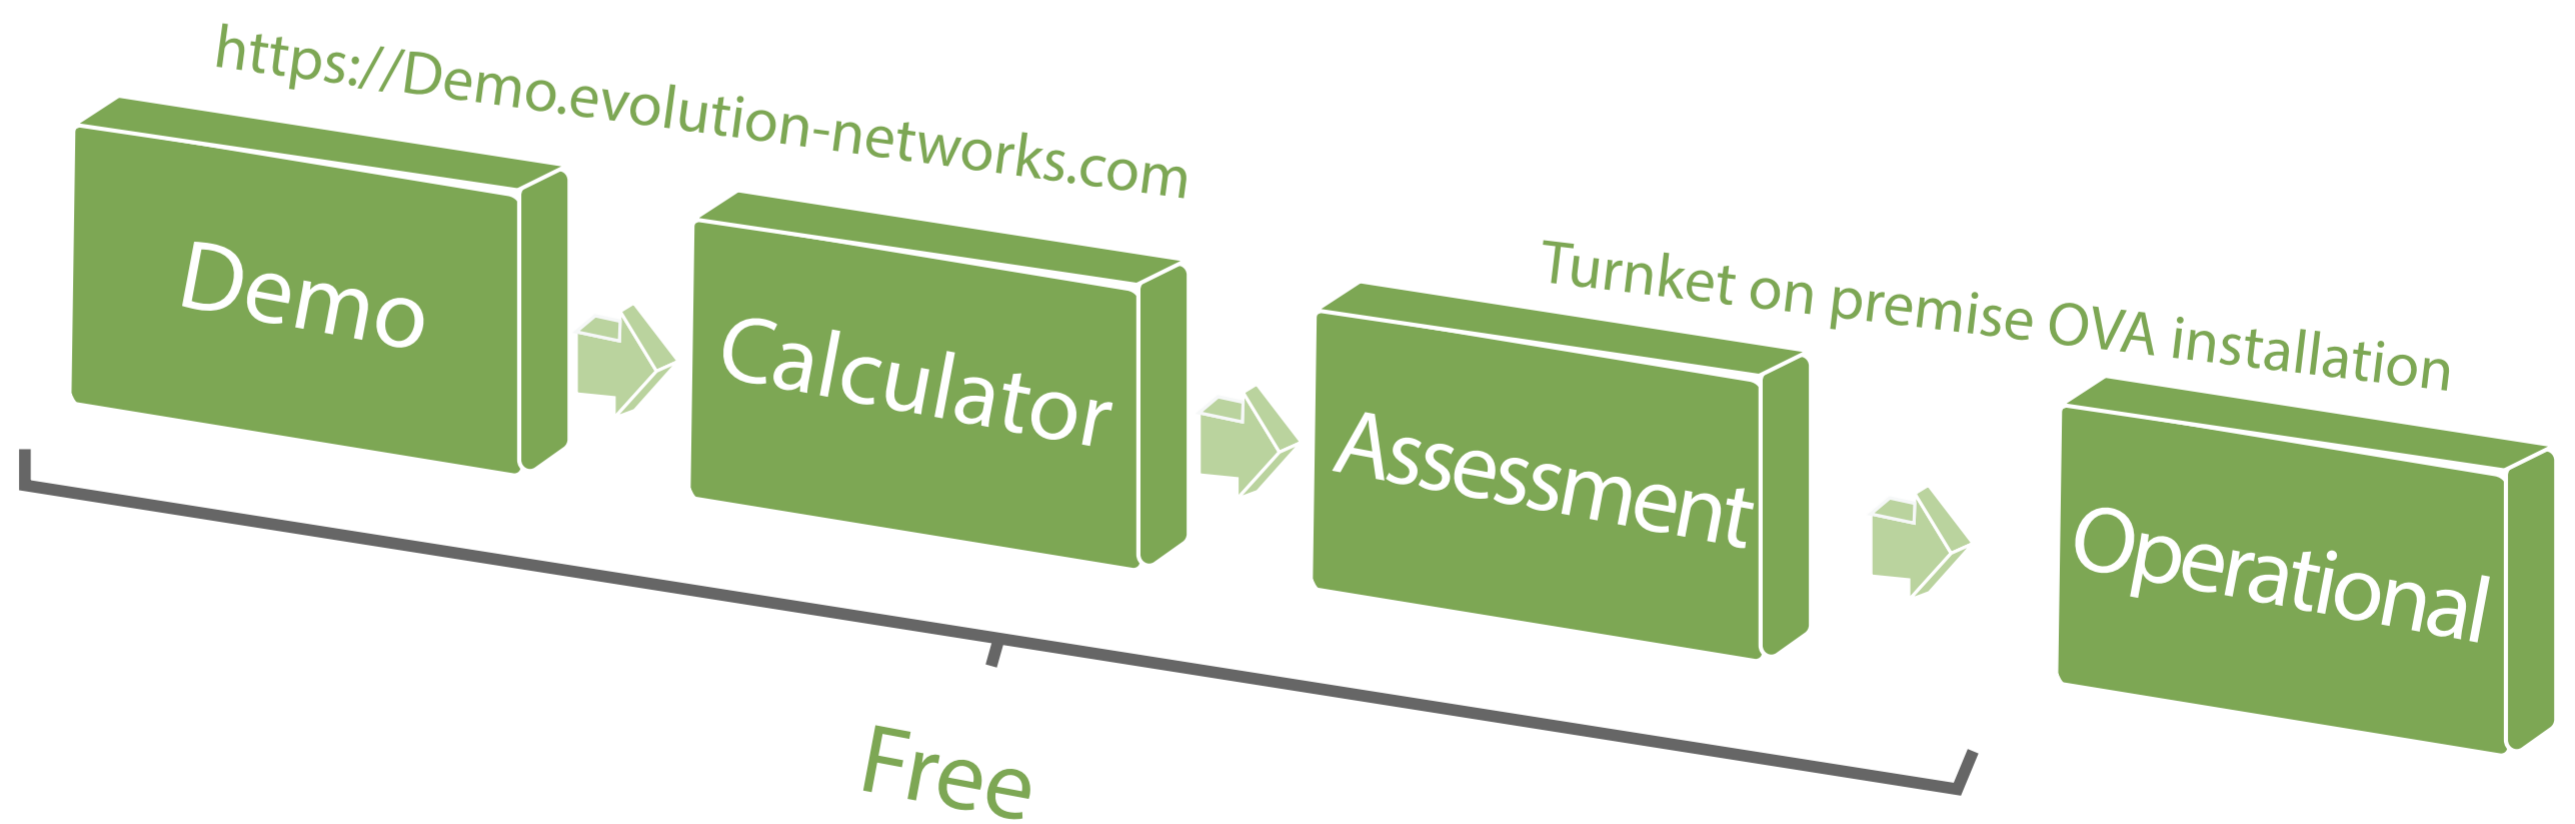 https://Demo.evolution-networks.com
Demo
Calculator
Turnket on premise OVA installation
Assessment
Operational
Free